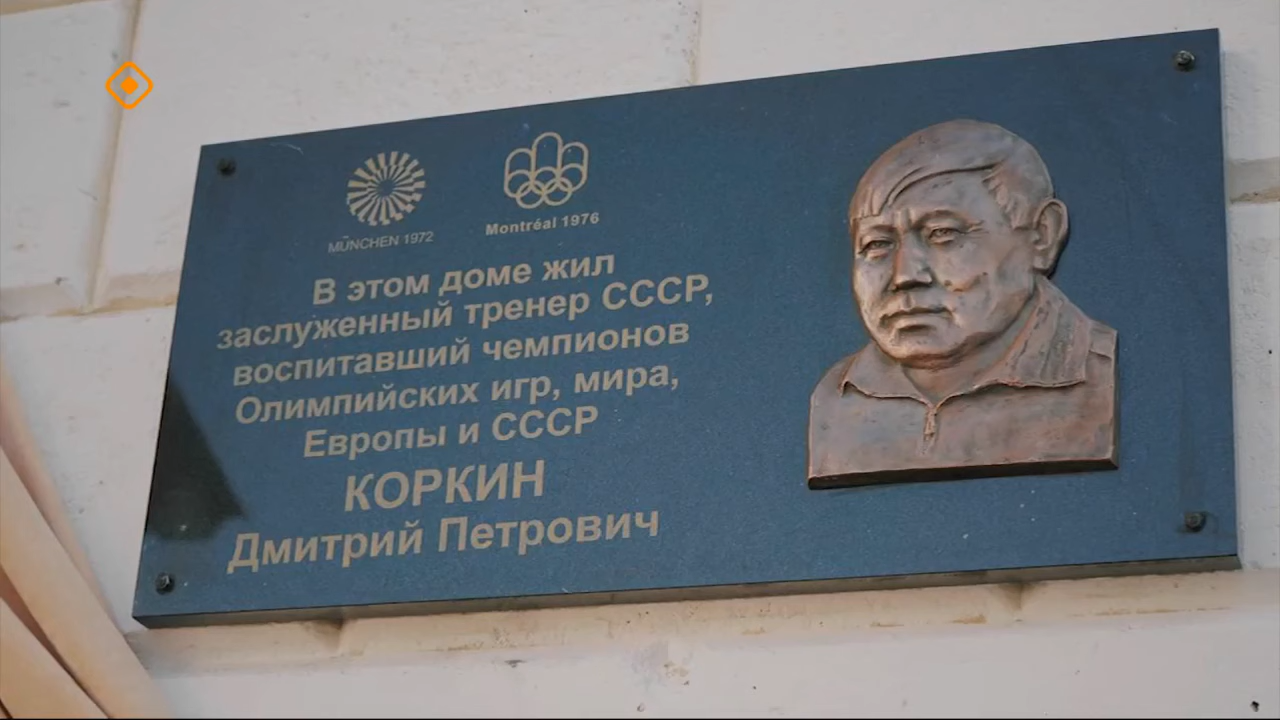 MÜNCHEN 1972
Montréal 1976
В этом доме жил
заслуженный тренер СССР,
воспитавший чемпионов
Олимпийских игр, мира,
Европы и СССР
КОРКИН
Дмитрий Петрович